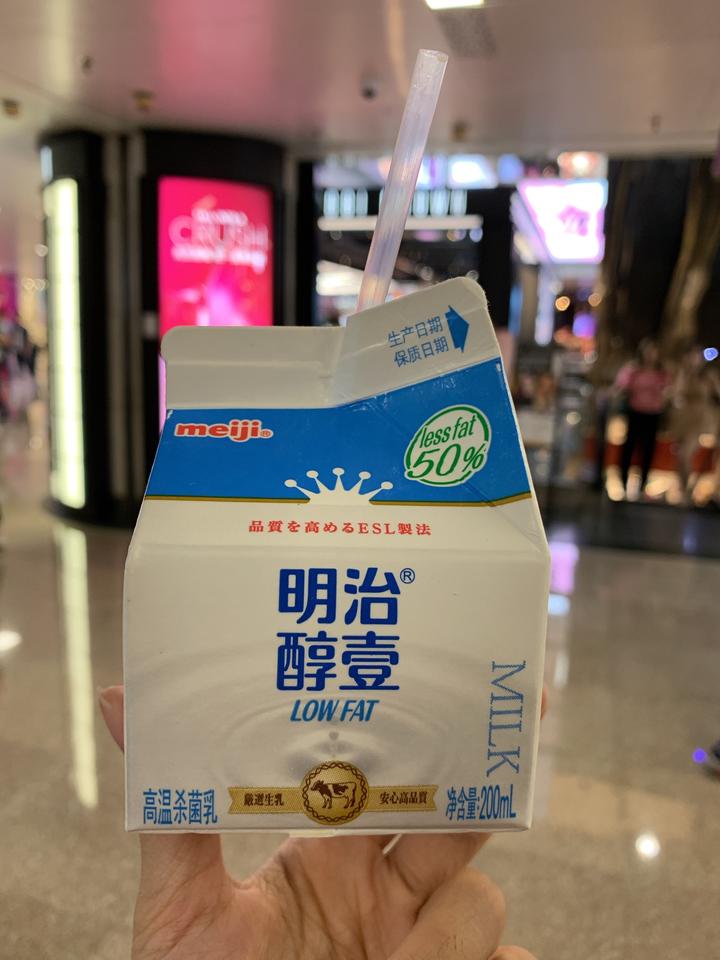 CRUSH
生产日期
保质日期
meiji®
less fat
50%
品質を高めるESL製法
明治®
醇壹
LOW FAT
MILK
高温杀菌乳
厳選生乳
安心高品質
净含量:200mL